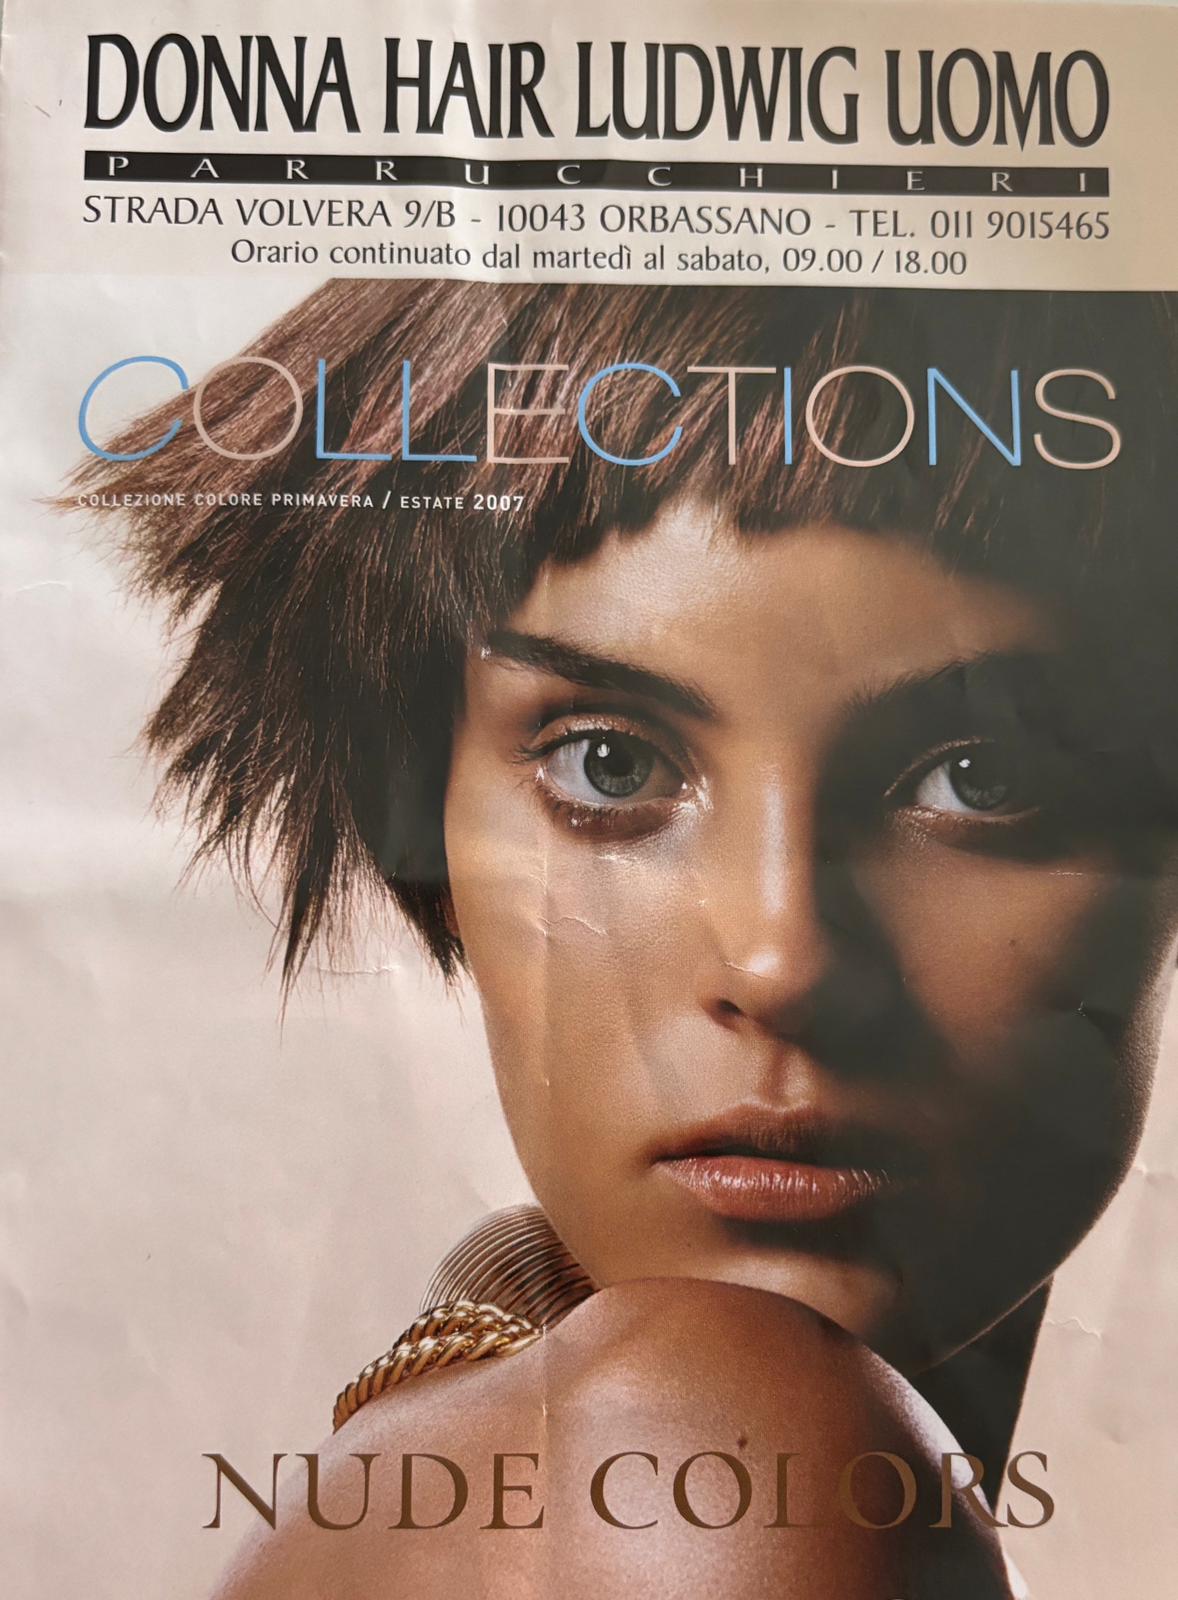 DONNA HAIR LUDWIG UOMO
PARRUCCHIERI
STRADA VOLVERA 9/B - 10043 ORBASSANO - TEL. 011 9015465
Orario continuato dal martedì al sabato, 09.00 / 18.00
COLLECTIONS
COLLEZIONE COLORE PRIMAVERA / ESTATE 2007
NUDE COLORS